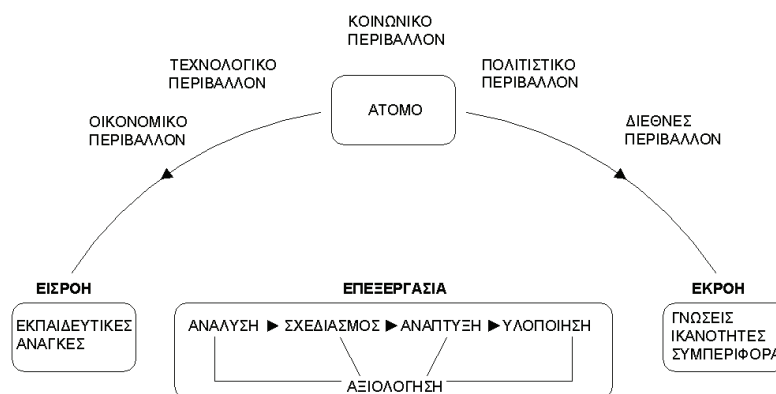 ΚΟΙΝΩΝΙΚΟ
ΠΕΡΙΒΑΛΛΟΝ
ΤΕΧΝΟΛΟΓΙΚΟ
ΠΕΡΙΒΑΛΛΟΝ
ΠΟΛΙΤΙΣΤΙΚΟ
ΠΕΡΙΒΑΛΛΟΝ
ΑΤΟΜΟ
ΟΙΚΟΝΟΜΙΚΟ
ΠΕΡΙΒΑΛΛΟΝ
ΔΙΕΘΝΕΣ
ΠΕΡΙΒΑΛΛΟΝ
ΕΙΣΡΟΗ
ΕΚΠΑΙΔΕΥΤΙΚΕΣ
ΑΝΑΓΚΕΣ
ΕΠΕΞΕΡΓΑΣΙΑ
ΑΝΑΛΥΣΗ ΣΧΕΔΙΑΣΜΟΣ ΑΝΑΠΤΥΞΗ ΥΛΟΠΟΙΗΣΗ
ΑΞΙΟΛΟΓΗΣΗ
ΕΚΡΟΗ
ΓΝΩΣΕΙΣ
ΙΚΑΝΟΤΗΤΕΣ
ΣΥΜΠΕΡΙΦΟΡΑ